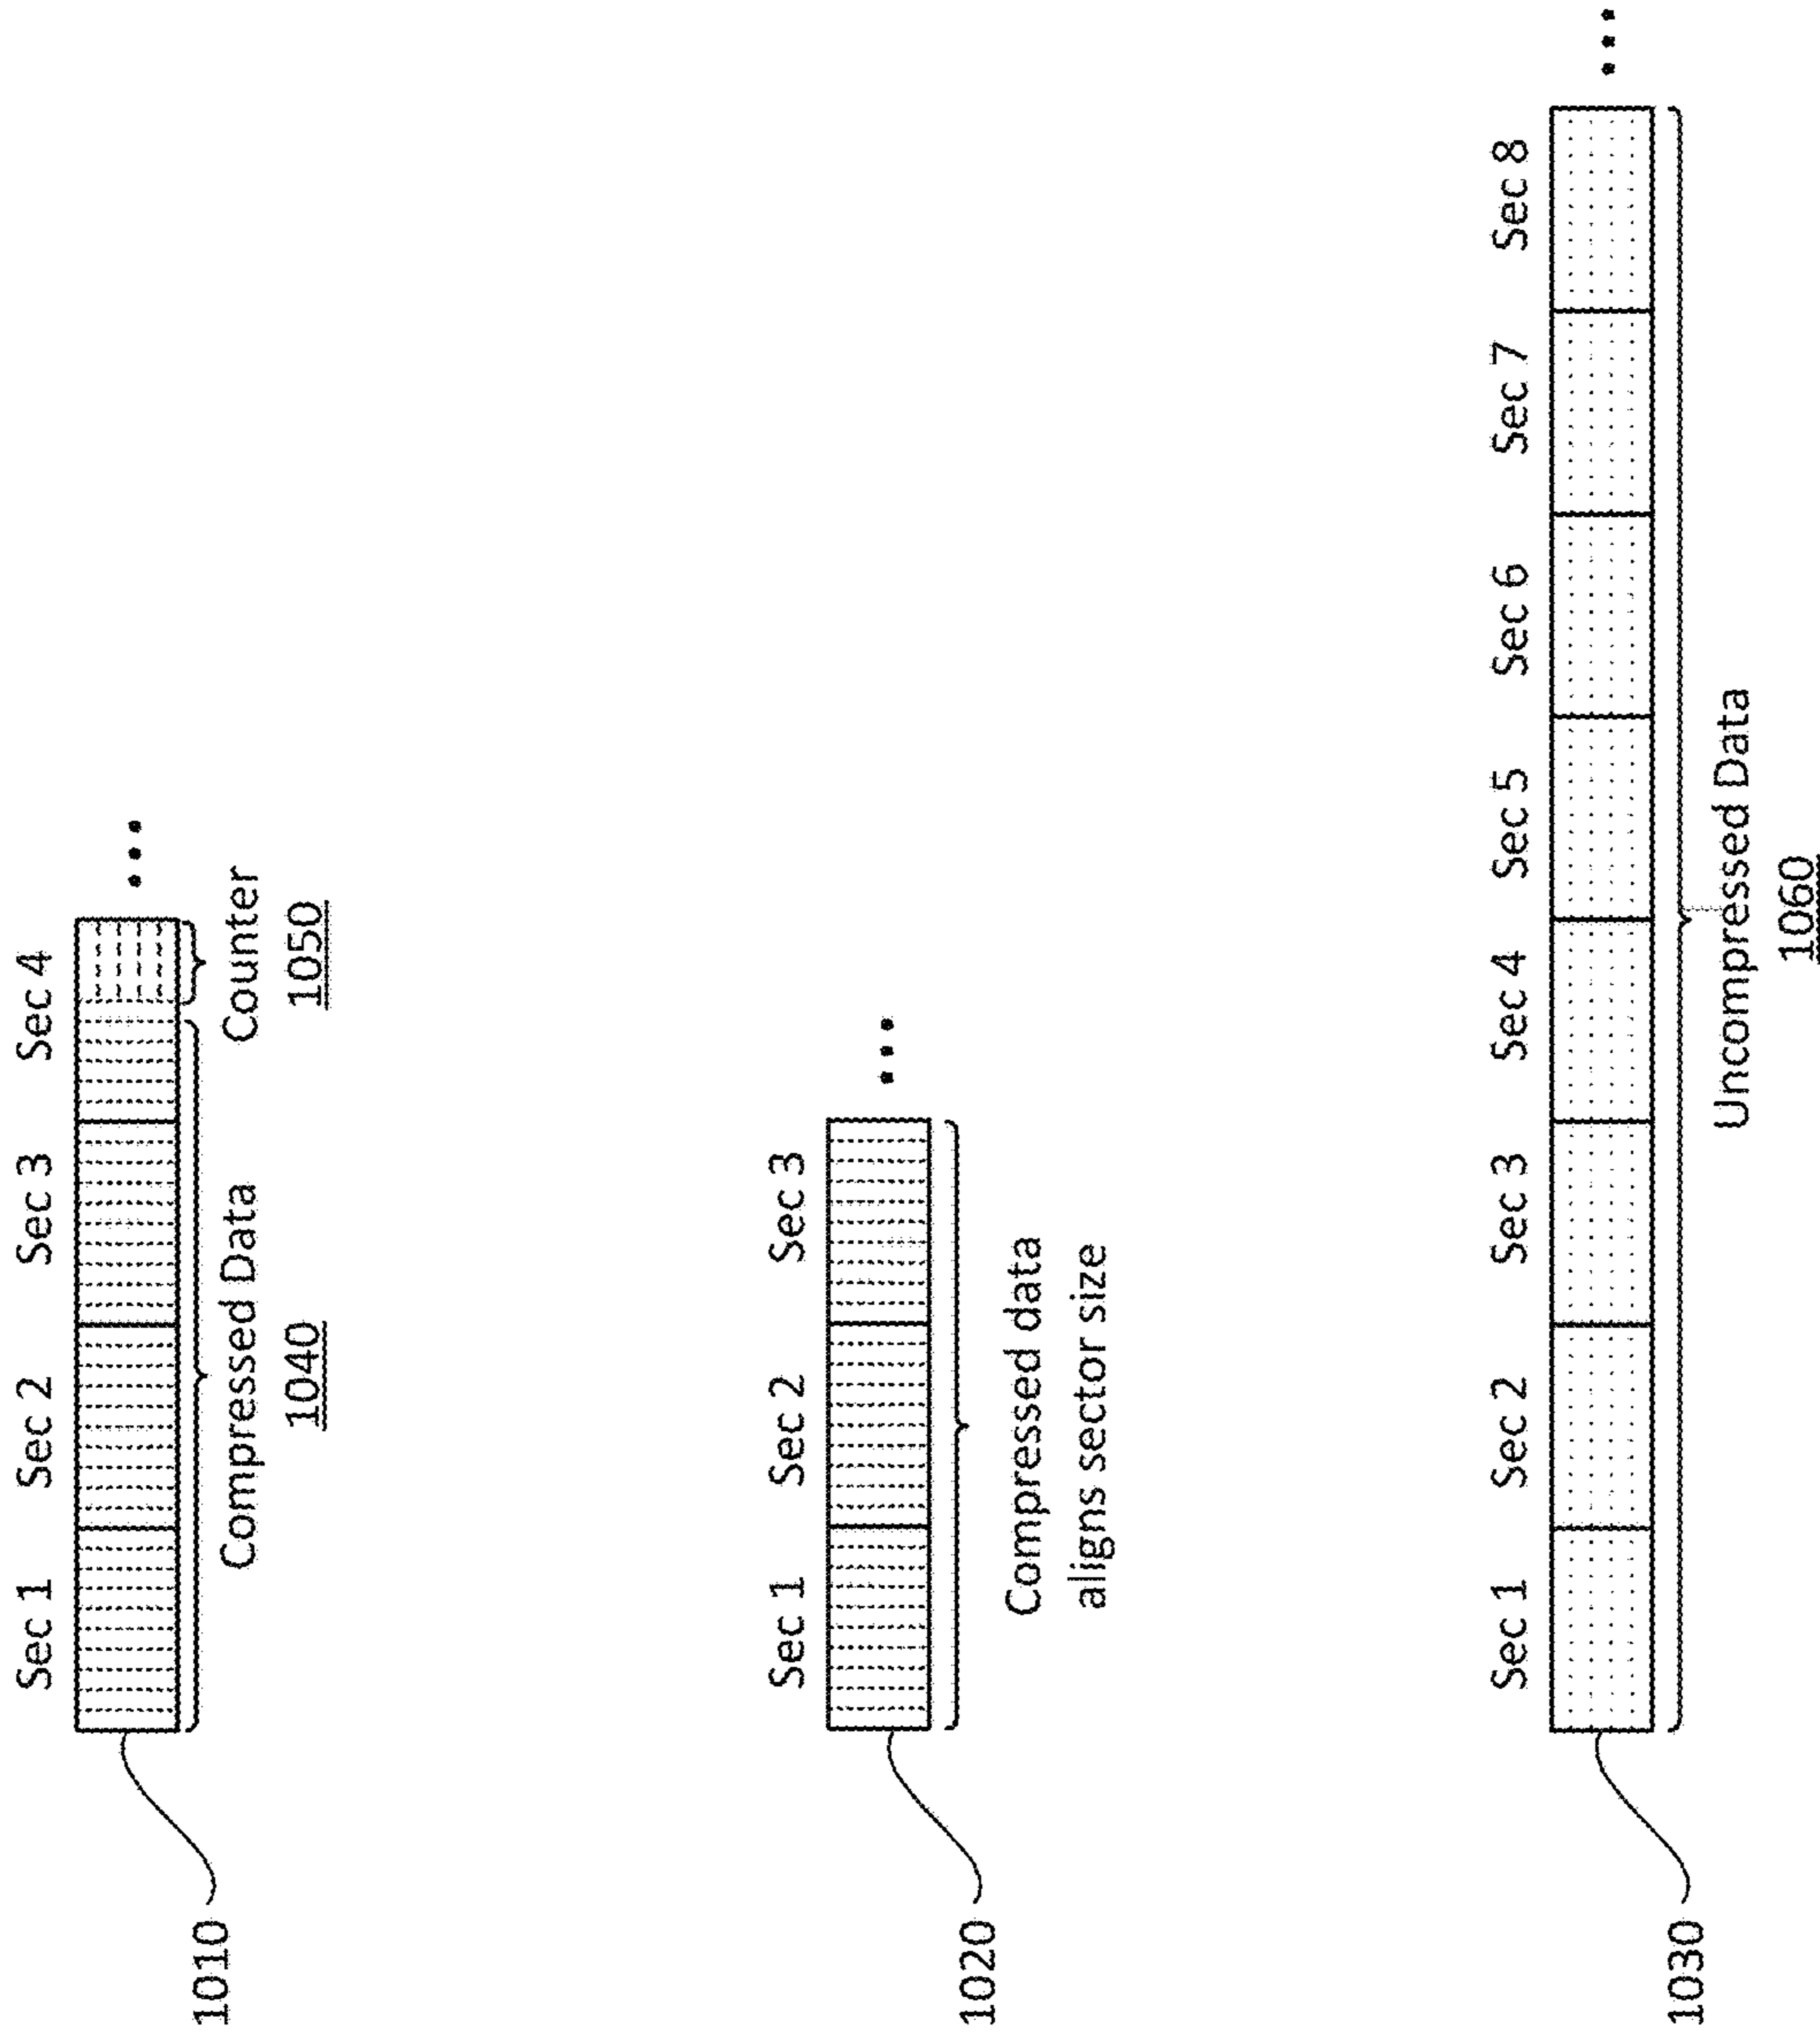 Sec 1 Sec 2 Sec 3 Sec 4
...
1010
Compressed Data
1040
Counter
1050
Sec 1 Sec 2 Sec 3
...
1020
Compressed data
aligns sector size
Sec 1 Sec 2 Sec 3 Sec 4 Sec 5 Sec 6 Sec 7 Sec 8
...
1030
Uncompressed Data
1060